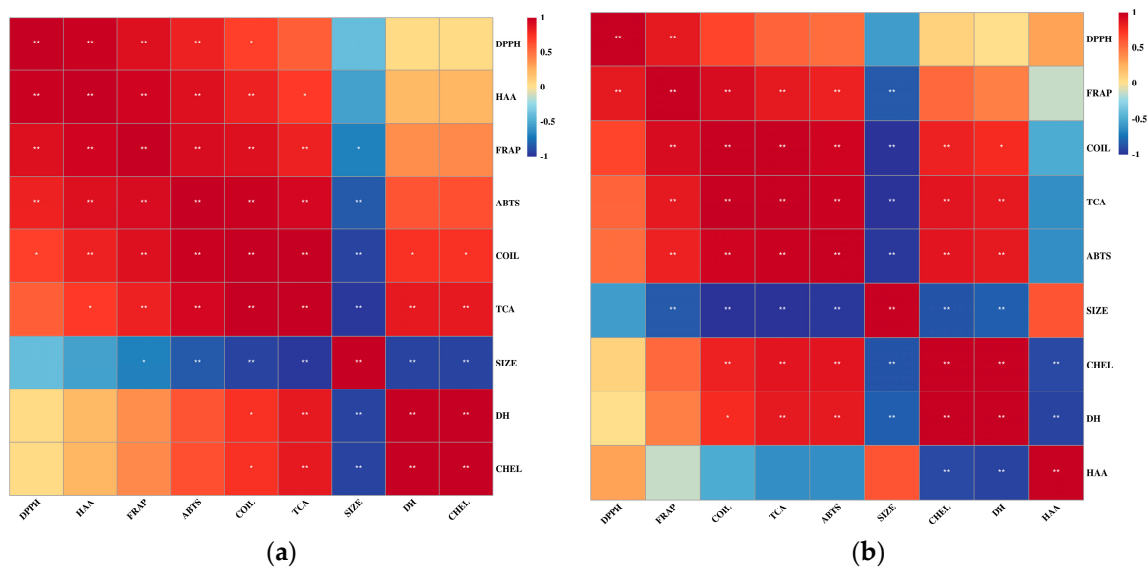 1
0.5
0
-0.5
-1
** ** ** ** * DPPH
** ** ** ** ** * HAA
** ** ** ** ** ** * FRAP
** ** ** ** ** ** ** ABTS
* ** ** ** ** ** ** * * COIL
* ** ** ** ** ** ** ** TCA
* ** ** ** ** ** ** SIZE
* ** ** ** ** DH
* ** ** ** ** CHEL
DPPH HAA FRAP ABTS COIL TCA SIZE DH CHEL
(a)
1
0.5
0
-0.5
-1
** ** DPPH
** ** ** ** ** ** FRAP
** ** ** ** ** ** * COIL
** ** ** ** ** ** ** TCA
** ** ** ** ** ** ** ABTS
** ** ** ** ** ** ** SIZE
** ** ** ** ** ** ** CHEL
* ** ** ** ** ** ** DH
** ** ** HAA
DPPH FRAP COIL TCA ABTS SIZE CHEL DH HAA
(b)